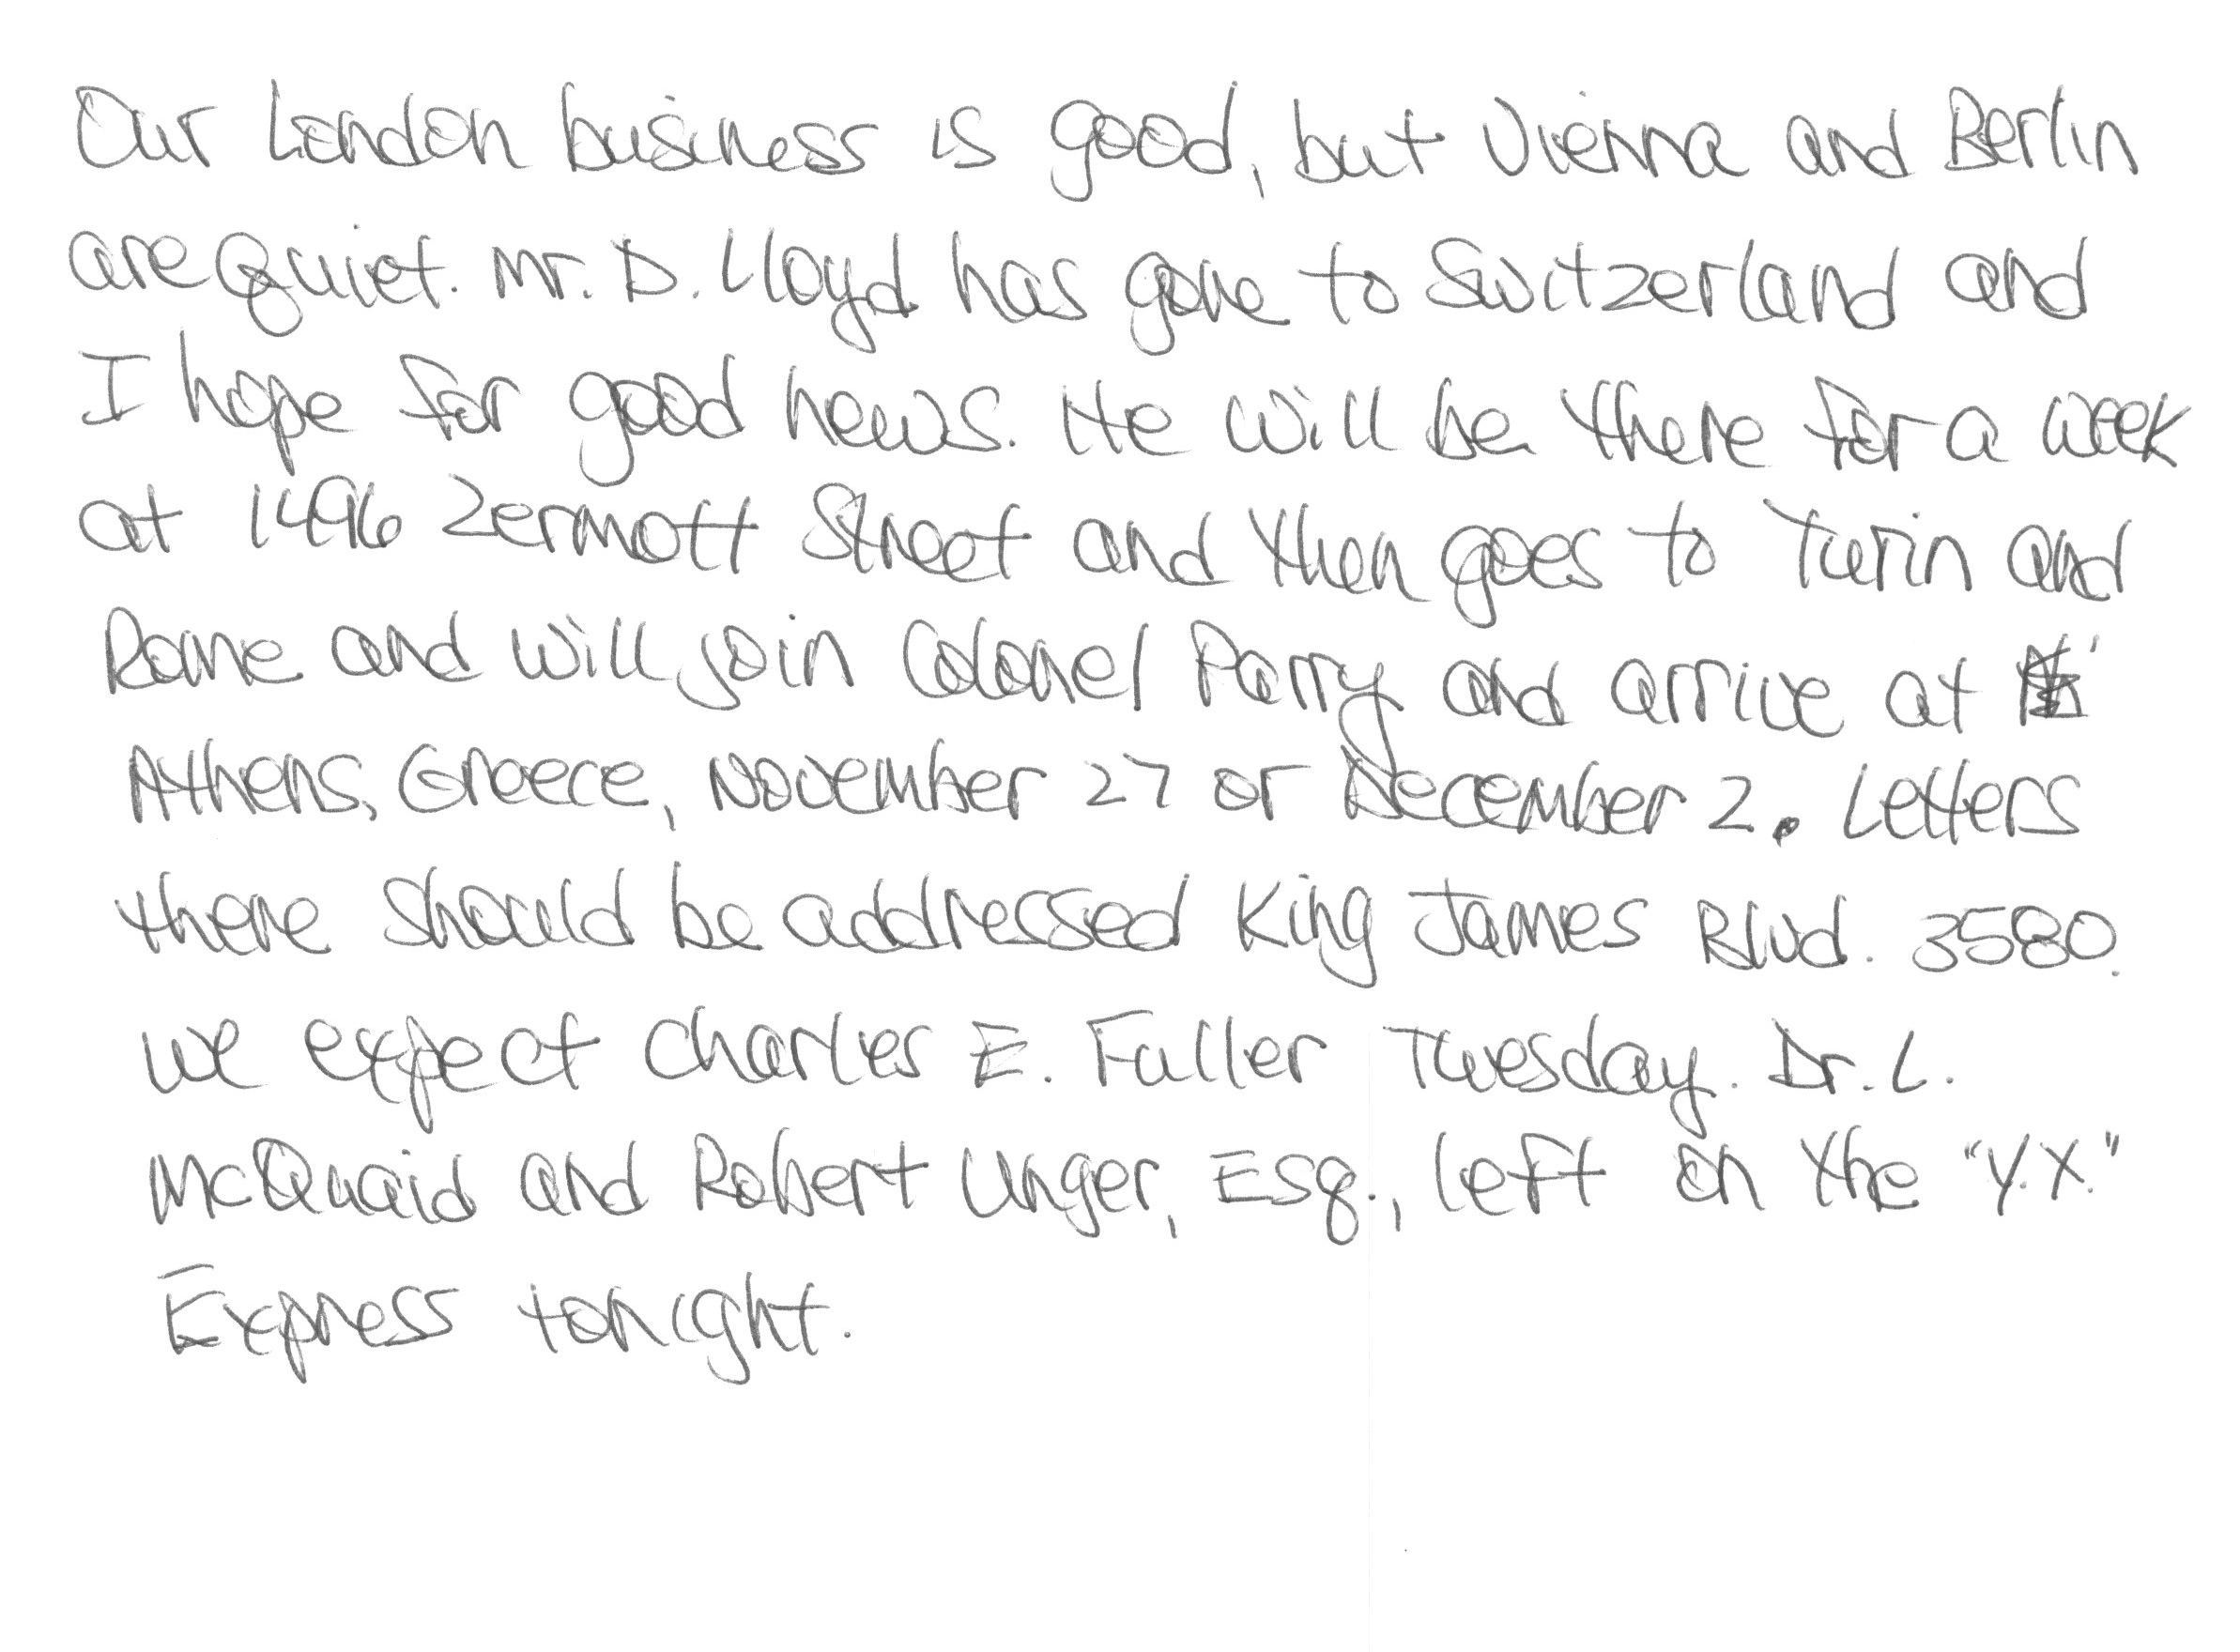 Our London business is good, but Vienna and Berlin
are quiet. Mr. D. Lloyd has gone to Switzerland and
I hope for good news. He will be there for a week
at 1496 Zermott Street and then goes to Turin and
Rome and will join Colonel Parry and arrive at
Athens, Greece, November 27 or December 2. Letters
there should be addressed King James Blvd. 3580.
We expect Charles E. Fuller Tuesday. Dr. L.
McQuaid and Robert Unger, Esq., left on the "Y.X."
Express tonight.